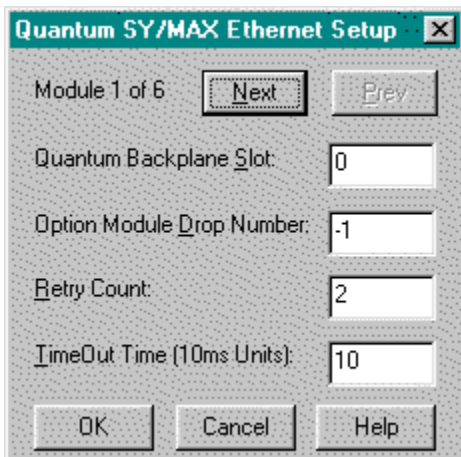 Quantum SY/MAX Ethernet Setup
Module 1 of 6 Next Prev
Quantum Backplane Slot: 0
Option Module Drop Number: -1
Retry Count: 2
TimeOut Time (10ms Units): 10
OK Cancel Help